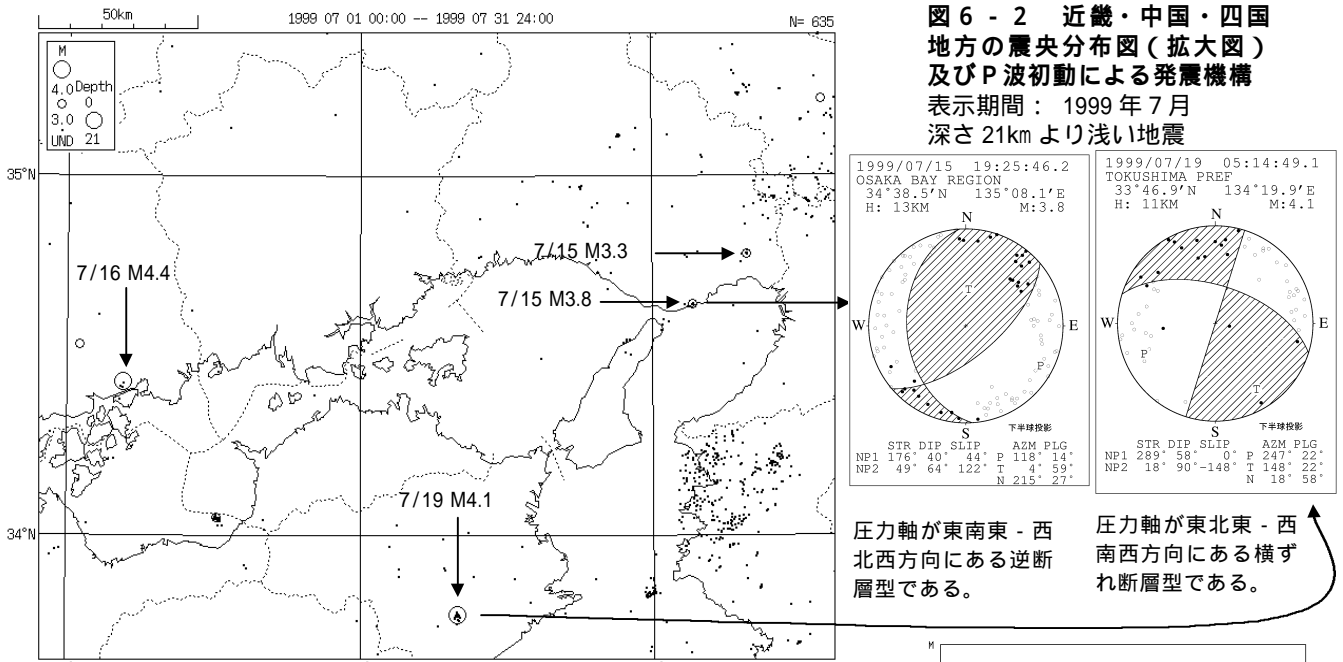 50km
1999 07 01 00:00 -- 1999 07 31 24:00
N= 635
M
4.0 Depth
0
3.0
UND 21
35°N
34°N
7/15 M3.3
7/16 M4.4
7/15 M3.8
7/19 M4.1
図6-2 近畿・中国・四国
地方の震央分布図(拡大図)
及びP波初動による発震機構
表示期間: 1999年7月
深さ21kmより浅い地震
1999/07/15 19:25:46.2
OSAKA BAY REGION
34°38.5'N 135°08.1'E
H: 13KM M:3.8
N
T
W
E
P
S
下半球投影
STR DIP SLIP AZM PLG
NP1 176° 40° 44° P 118° 14°
NP2 49° 64° 122° T 4° 59°
N 215° 27°
圧力軸が東南東-西
北西方向にある逆断
層型である。
1999/07/19 05:14:49.1
TOKUSHIMA PREF
33°46.9'N 134°19.9'E
H: 11KM M:4.1
N
W
E
P
T
S
下半球投影
STR DIP SLIP AZM PLG
NP1 289° 58° 0° P 247° 22°
NP2 18° 90° -148° T 148° 22°
N 18° 58°
圧力軸が東北東-西
南西方向にある横ず
れ断層型である。
M